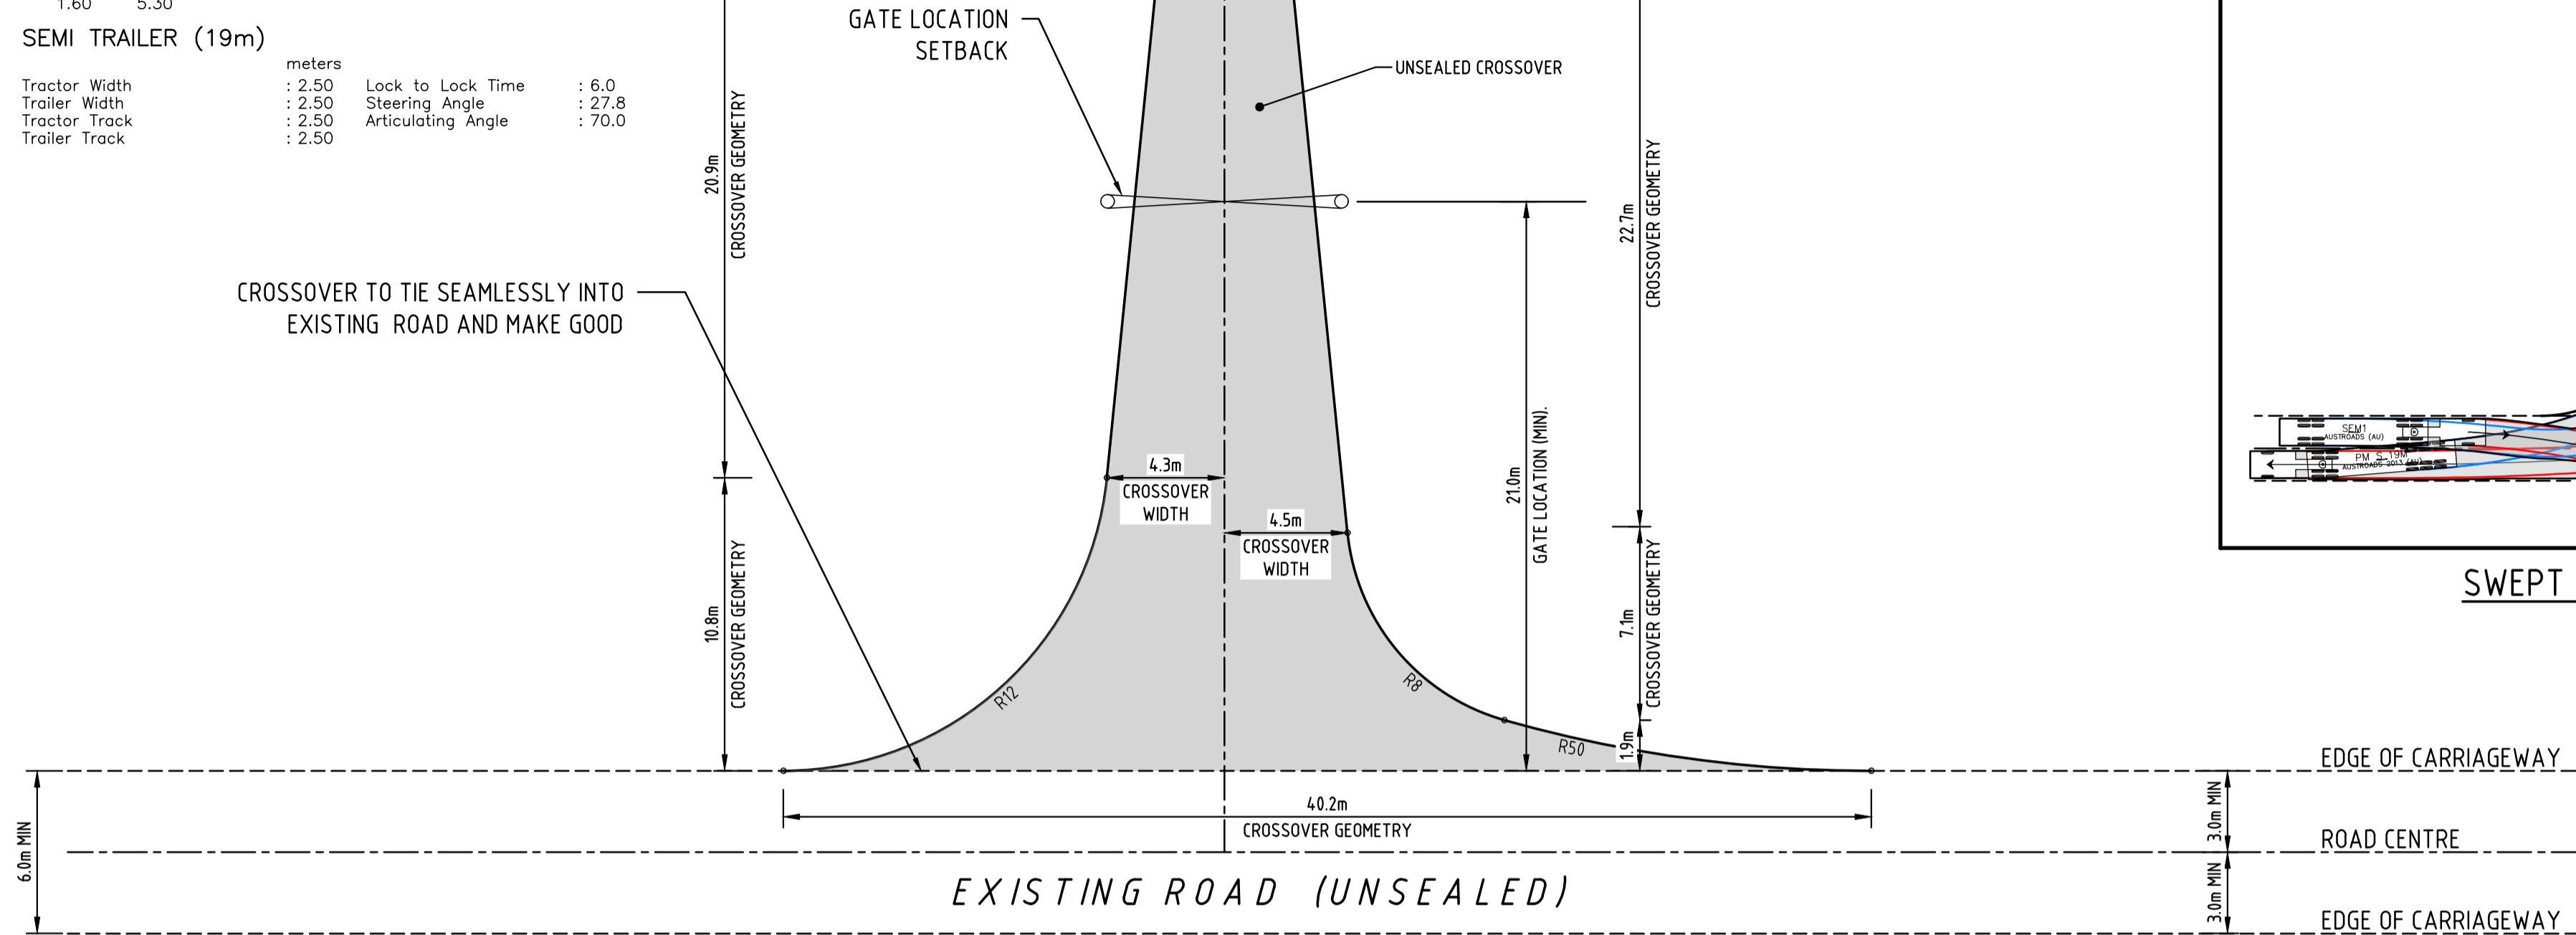 1.60 5.30
SEMI TRAILER (19m)
meters
Tractor Width : 2.50 Lock to Lock Time : 6.0
Trailer Width : 2.50 Steering Angle : 27.8
Tractor Track : 2.50 Articulating Angle : 70.0
Trailer Track : 2.50
GATE LOCATION
SETBACK
UNSEALED CROSSOVER
20.9m
CROSSOVER GEOMETRY
22.7m
CROSSOVER GEOMETRY
CROSSOVER TO TIE SEAMLESSLY INTO
EXISTING ROAD AND MAKE GOOD
21.0m
GATE LOCATION (MIN).
4.3m
CROSSOVER
WIDTH
4.5m
CROSSOVER
WIDTH
10.8m
CROSSOVER GEOMETRY
7.1m
CROSSOVER GEOMETRY
R12
R8
R50
1.9m
40.2m
CROSSOVER GEOMETRY
6.0m MIN
EXISTING ROAD (UNSEALED)
SEM1
AUSTROADS (AU)
PM_S_19M
AUSTROADS 2013 (AU)
SWEPT
EDGE OF CARRIAGEWAY
3.0m MIN
ROAD CENTRE
3.0m MIN
EDGE OF CARRIAGEWAY